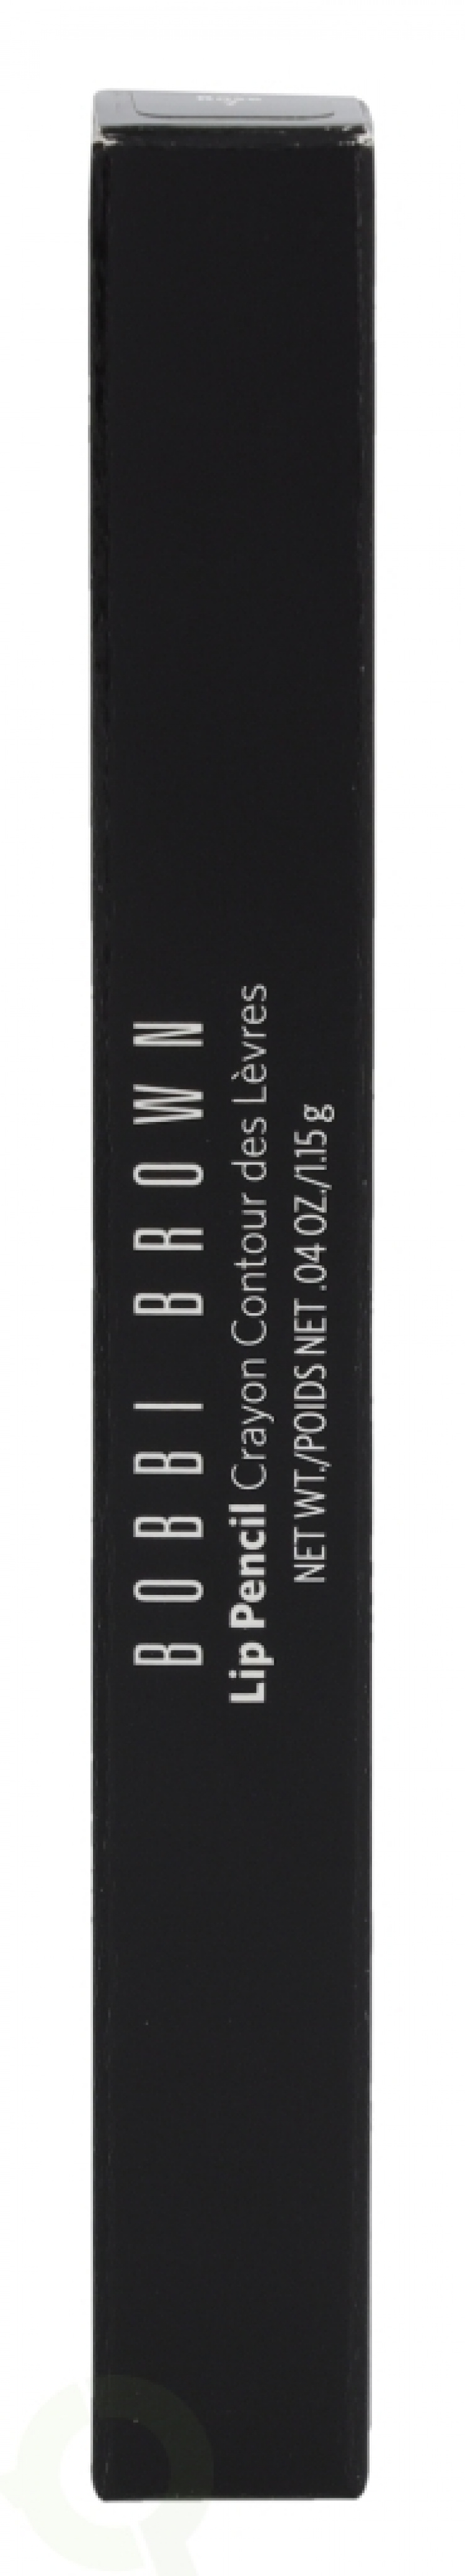 BOBBI BROWN
Lip Pencil Crayon Contour des Lèvres
NET WT./POIDS NET .04 OZ./1.15 g